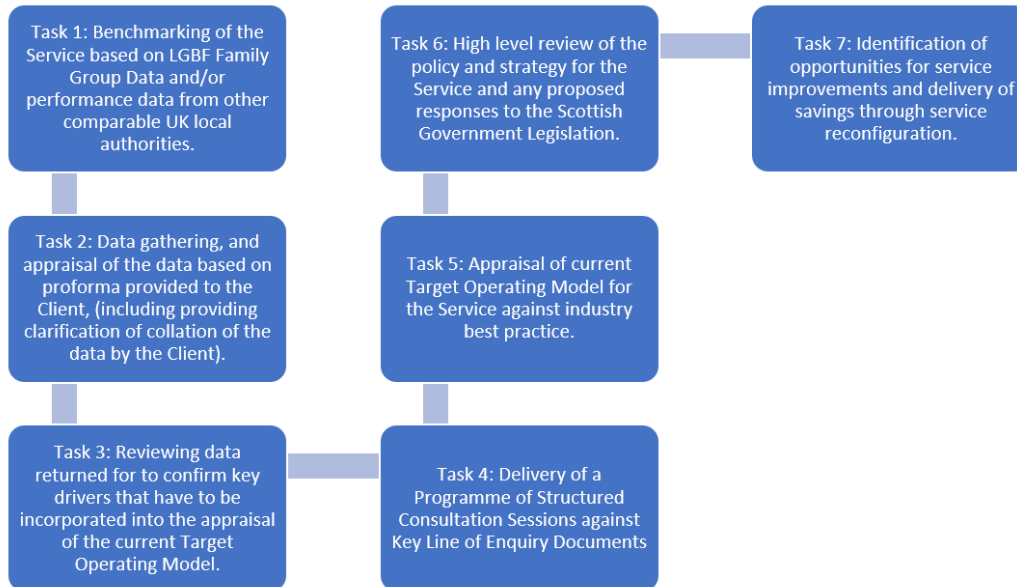 Task 1: Benchmarking of the
Service based on LGBF Family
Group Data and/or
performance data from other
comparable UK local
authorities.
Task 2: Data gathering, and
appraisal of the data based on
proforma provided to the
Client, (including providing
clarification of collation of the
data by the Client).
Task 3: Reviewing data
returned for to confirm key
drivers that have to be
incorporated into the appraisal
of the current Target
Operating Model.
Task 4: Delivery of a
Programme of Structured
Consultation Sessions against
Key Line of Enquiry Documents
Task 5: Appraisal of current
Target Operating Model for
the Service against industry
best practice.
Task 6: High level review of the
policy and strategy for the
Service and any proposed
responses to the Scottish
Government Legislation.
Task 7: Identification of
opportunities for service
improvements and delivery of
savings through service
reconfiguration.